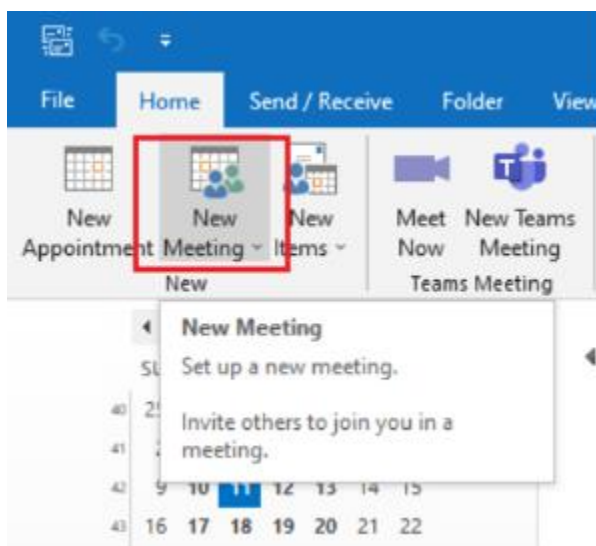 File Home Send / Receive Folder View
New Appointment
New Meeting
New Items
Meet Now
New Teams Meeting
New
Teams Meeting
New Meeting
Set up a new meeting.
Invite others to join you in a
meeting.
40
41
42 9 10 11 12 13 14 15
43 16 17 18 19 20 21 22